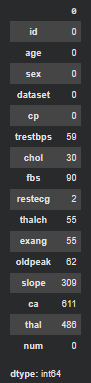 0
id 0
age 0
sex 0
dataset 0
cp 0
trestbps 59
chol 30
fbs 90
restecg 2
thalch 55
exang 55
oldpeak 62
slope 309
ca 611
thal 486
num 0
dtype: int64